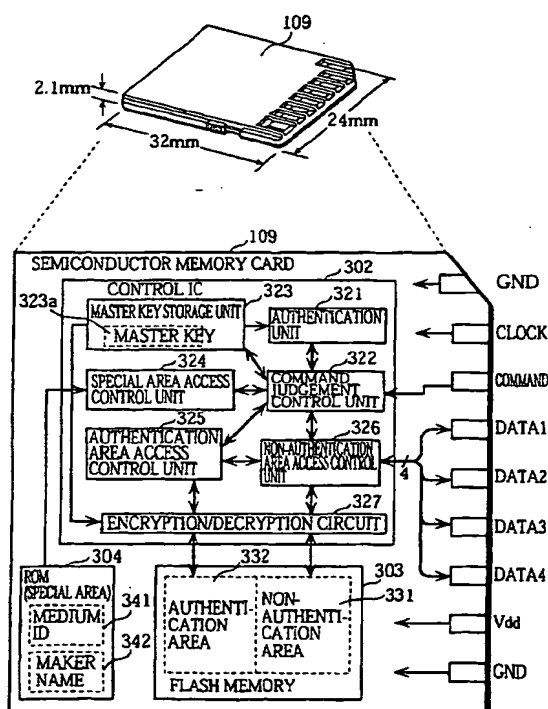 109
2.1mm
32mm
24mm
109
SEMICONDUCTOR MEMORY CARD
302
CONTROL IC
323
321
323a
MASTER KEY STORAGE UNIT
MASTER KEY
AUTHENTICATION
UNIT
324
322
SPECIAL AREA ACCESS
CONTROL UNIT
COMMAND
JUDGEMENT
CONTROL UNIT
325
326
AUTHENTICATION
AREA ACCESS
CONTROL UNIT
NON-AUTHENTICATION
AREA ACCESS CONTROL
UNIT
4
327
ENCRYPTION/DECRYPTION CIRCUIT
304
332
303
ROM
(SPECIAL AREA)
341
MEDIUM
ID
342
MAKER
NAME
AUTHENTI-
CATION
AREA
NON-
AUTHENTI-
CATION
AREA
331
FLASH MEMORY
GND
CLOCK
COMMAND
DATA1
DATA2
DATA3
DATA4
Vdd
GND